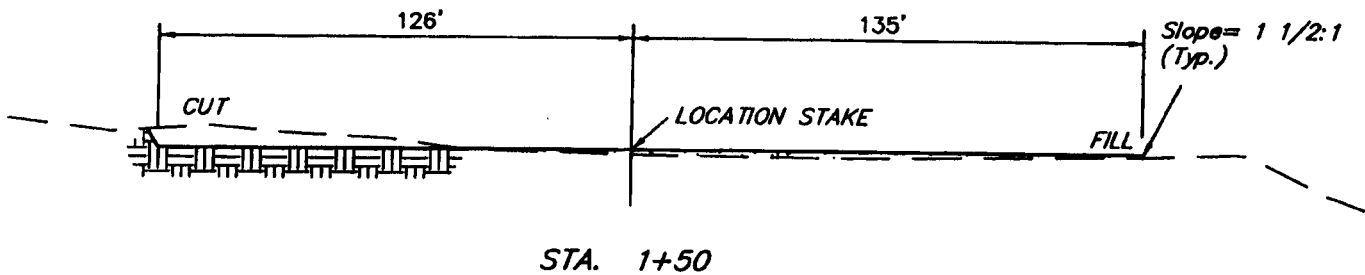 126'
135'
Slope= 1 1/2:1
(Typ.)
CUT
LOCATION STAKE
FILL
STA. 1+50